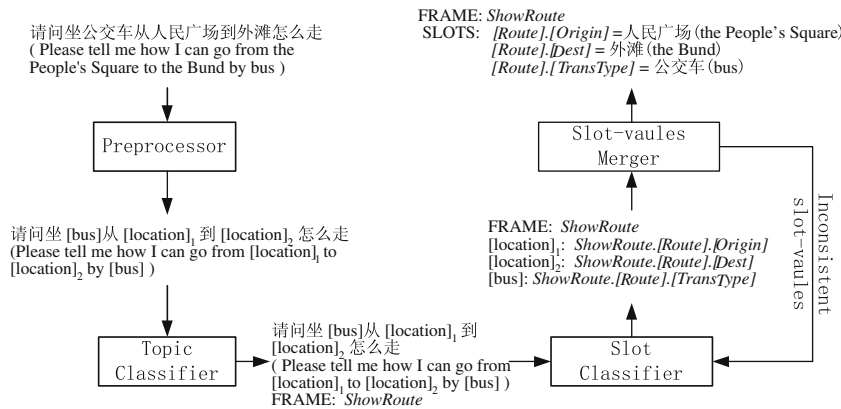 请问坐公交车从人民广场到外滩怎么走
( Please tell me how I can go from the
People's Square to the Bund by bus )
Preprocessor
请问坐 [bus]从 [location]1 到 [location]2 怎么走
(Please tell me how I can go from [location]1 to
[location]2 by [bus] )
Topic
Classifier
请问坐 [bus]从 [location]1 到
[location]2 怎么走
( Please tell me how I can go from
[location]1 to [location]2 by [bus] )
FRAME: ShowRoute
Slot
Classifier
FRAME: ShowRoute
[location]1: ShowRoute.[Route].[Origin]
[location]2: ShowRoute.[Route].[Dest]
[bus]: ShowRoute.[Route].[TransType]
Slot-vaules
Merger
Inconsistent
slot-vaules
FRAME: ShowRoute
SLOTS: [Route].[Origin] =人民广场(the People's Square)
[Route].[Dest] = 外滩(the Bund)
[Route].[TransType] = 公交车(bus)